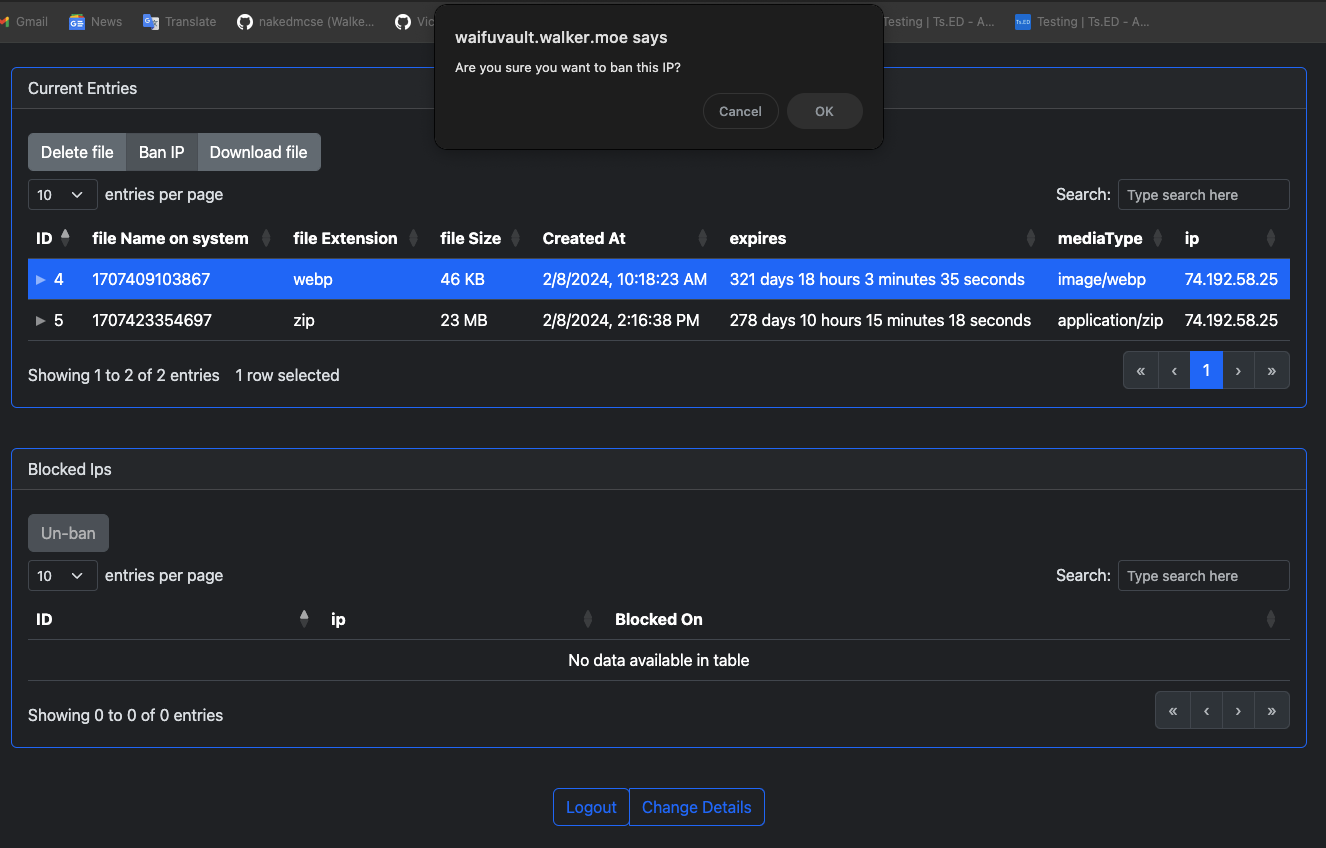 Gmail News Translate nakedmcse (Walke... Testing | Ts.ED - A... Testing | Ts.ED - A...
waifuvault.walker.moe says
Are you sure you want to ban this IP?
Cancel OK
Current Entries
Delete file Ban IP Download file
10 entries per page Search: Type search here
ID file Name on system file Extension file Size Created At expires mediaType ip
4 1707409103867 webp 46 KB 2/8/2024, 10:18:23 AM 321 days 18 hours 3 minutes 35 seconds image/webp 74.192.58.25
5 1707423354697 zip 23 MB 2/8/2024, 2:16:38 PM 278 days 10 hours 15 minutes 18 seconds application/zip 74.192.58.25
Showing 1 to 2 of 2 entries 1 row selected « ‹ 1 › »
Blocked Ips
Un-ban
10 entries per page Search: Type search here
ID ip Blocked On
No data available in table
Showing 0 to 0 of 0 entries « ‹ › »
Logout Change Details